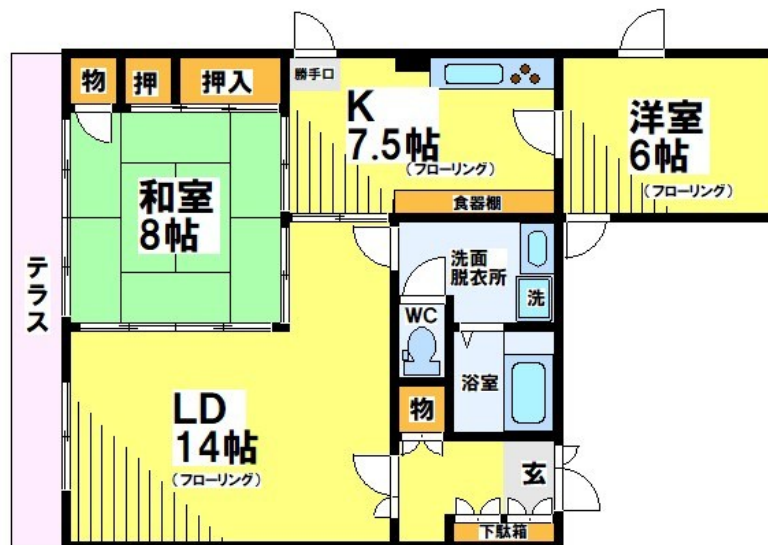 物
押
押入
勝手口
K
7.5帖
(フローリング)
洋室
6帖
(フローリング)
食器棚
和室
8帖
テラス
洗面
脱衣所
洗
WC
浴室
物
LD
14帖
(フローリング)
玄
下駄箱